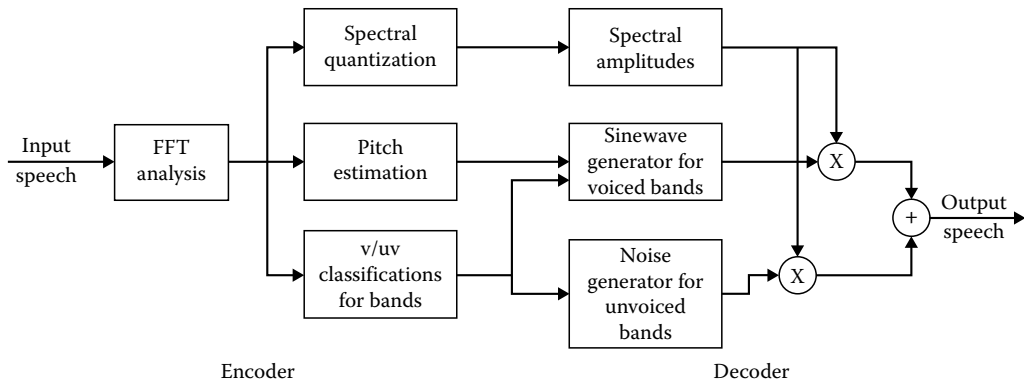 Spectral
quantization
Spectral
amplitudes
Input
speech
FFT
analysis
Pitch
estimation
Sinewave
generator for
voiced bands
X
v/uv
classifications
for bands
Noise
generator for
unvoiced
bands
X
+
Output
speech
Encoder
Decoder